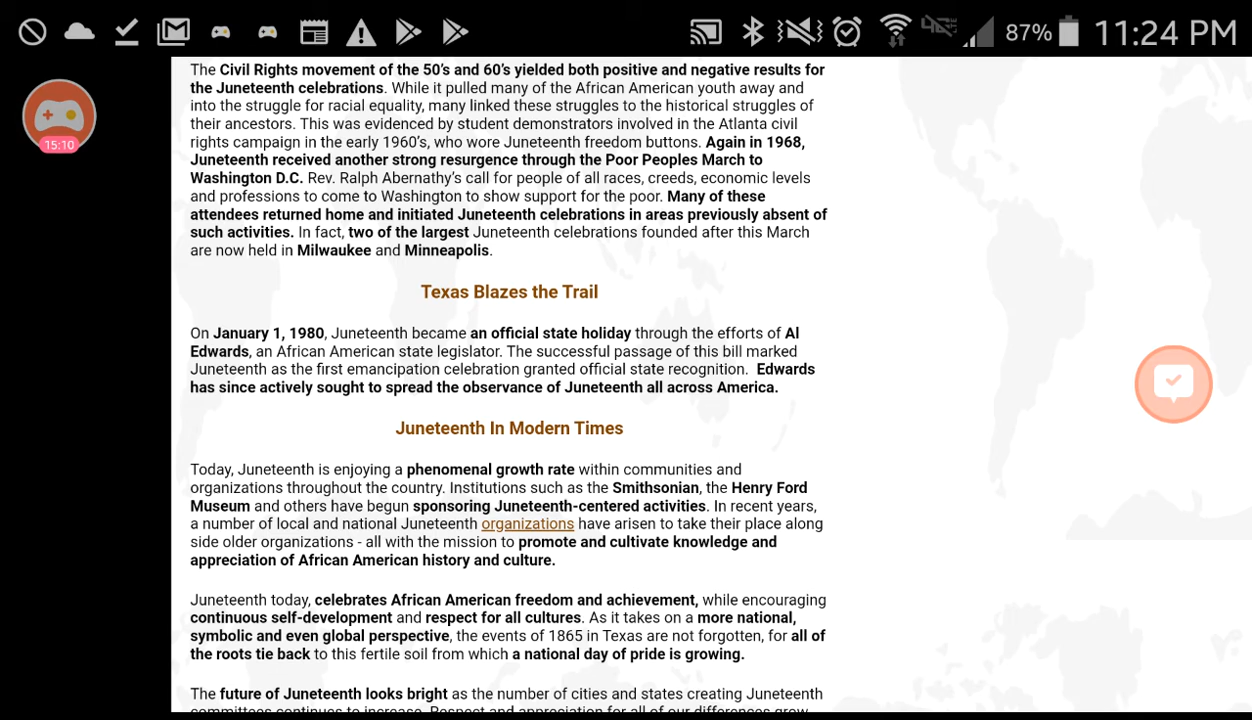 87% 11:24 PM
15:10
The Civil Rights movement of the 50's and 60's yielded both positive and negative results for
the Juneteenth celebrations. While it pulled many of the African American youth away and
into the struggle for racial equality, many linked these struggles to the historical struggles of
their ancestors. This was evidenced by student demonstrators involved in the Atlanta civil
rights campaign in the early 1960's, who wore Juneteenth freedom buttons. Again in 1968,
Juneteenth received another strong resurgence through the Poor Peoples March to
Washington D.C. Rev. Ralph Abernathy's call for people of all races, creeds, economic levels
and professions to come to Washington to show support for the poor. Many of these
attendees returned home and initiated Juneteenth celebrations in areas previously absent of
such activities. In fact, two of the largest Juneteenth celebrations founded after this March
are now held in Milwaukee and Minneapolis.
Texas Blazes the Trail
On January 1, 1980, Juneteenth became an official state holiday through the efforts of Al
Edwards, an African American state legislator. The successful passage of this bill marked
Juneteenth as the first emancipation celebration granted official state recognition. Edwards
has since actively sought to spread the observance of Juneteenth all across America.
Juneteenth In Modern Times
Today, Juneteenth is enjoying a phenomenal growth rate within communities and
organizations throughout the country. Institutions such as the Smithsonian, the Henry Ford
Museum and others have begun sponsoring Juneteenth-centered activities. In recent years,
a number of local and national Juneteenth organizations have arisen to take their place along
side older organizations - all with the mission to promote and cultivate knowledge and
appreciation of African American history and culture.
Juneteenth today, celebrates African American freedom and achievement, while encouraging
continuous self-development and respect for all cultures. As it takes on a more national,
symbolic and even global perspective, the events of 1865 in Texas are not forgotten, for all of
the roots tie back to this fertile soil from which a national day of pride is growing.
The future of Juneteenth looks bright as the number of cities and states creating Juneteenth
committees continues to increase. Respect and appreciation for all of our differences grow